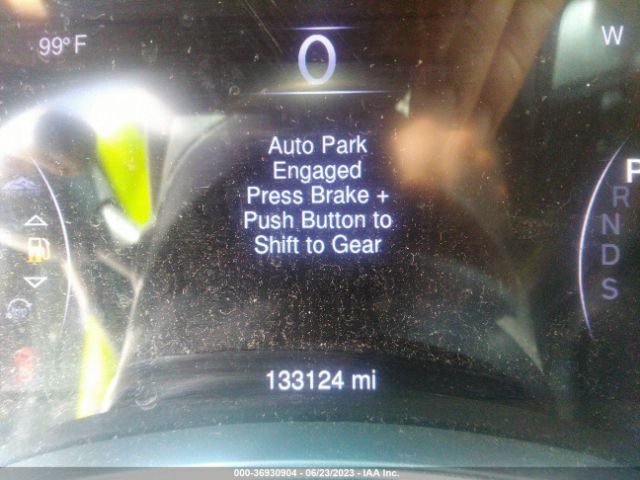 99°F
0
W
Auto Park
Engaged
Press Brake +
Push Button to
Shift to Gear
P
R
N
D
S
133124 mi
000-36930904 - 06/23/2023 - IAA Inc.